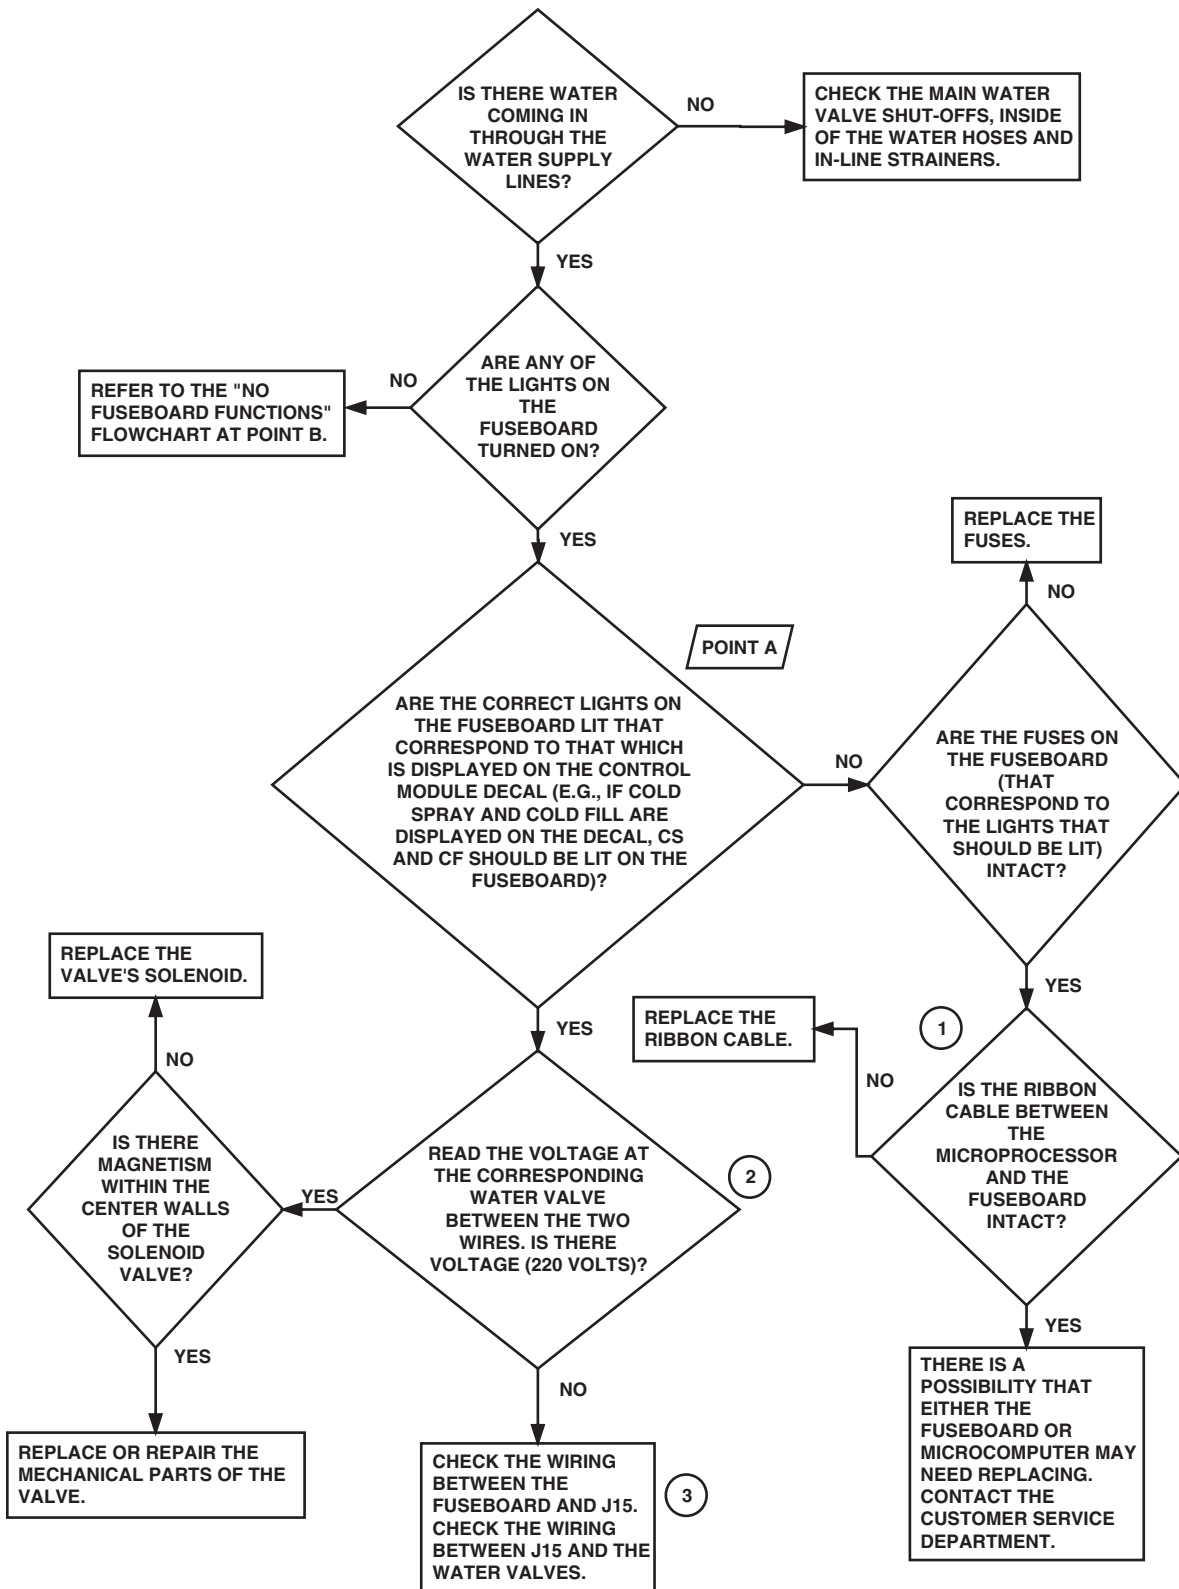 IS THERE WATER
COMING IN
THROUGH THE
WATER SUPPLY
LINES?
NO
CHECK THE MAIN WATER
VALVE SHUT-OFFS, INSIDE
OF THE WATER HOSES AND
IN-LINE STRAINERS.
YES
ARE ANY OF
THE LIGHTS ON
THE
FUSEBOARD
TURNED ON?
NO
REFER TO THE "NO
FUSEBOARD FUNCTIONS"
FLOWCHART AT POINT B.
YES
POINT A
ARE THE CORRECT LIGHTS ON
THE FUSEBOARD LIT THAT
CORRESPOND TO THAT WHICH
IS DISPLAYED ON THE CONTROL
MODULE DECAL (E.G., IF COLD
SPRAY AND COLD FILL ARE
DISPLAYED ON THE DECAL, CS
AND CF SHOULD BE LIT ON THE
FUSEBOARD)?
NO
REPLACE THE
FUSES.
NO
ARE THE FUSES ON
THE FUSEBOARD
(THAT
CORRESPOND TO
THE LIGHTS THAT
SHOULD BE LIT)
INTACT?
YES
1
IS THE RIBBON
CABLE BETWEEN
THE
MICROPROCESSOR
AND THE
FUSEBOARD
INTACT?
NO
REPLACE THE
RIBBON CABLE.
YES
THERE IS A
POSSIBILITY THAT
EITHER THE
FUSEBOARD OR
MICROCOMPUTER MAY
NEED REPLACING.
CONTACT THE
CUSTOMER SERVICE
DEPARTMENT.
YES
READ THE VOLTAGE AT
THE CORRESPONDING
WATER VALVE
BETWEEN THE TWO
WIRES. IS THERE
VOLTAGE (220 VOLTS)?
2
YES
IS THERE
MAGNETISM
WITHIN THE
CENTER WALLS
OF THE
SOLENOID
VALVE?
NO
REPLACE THE
VALVE'S SOLENOID.
YES
REPLACE OR REPAIR THE
MECHANICAL PARTS OF THE
VALVE.
NO
CHECK THE WIRING
BETWEEN THE
FUSEBOARD AND J15.
CHECK THE WIRING
BETWEEN J15 AND THE
WATER VALVES.
3